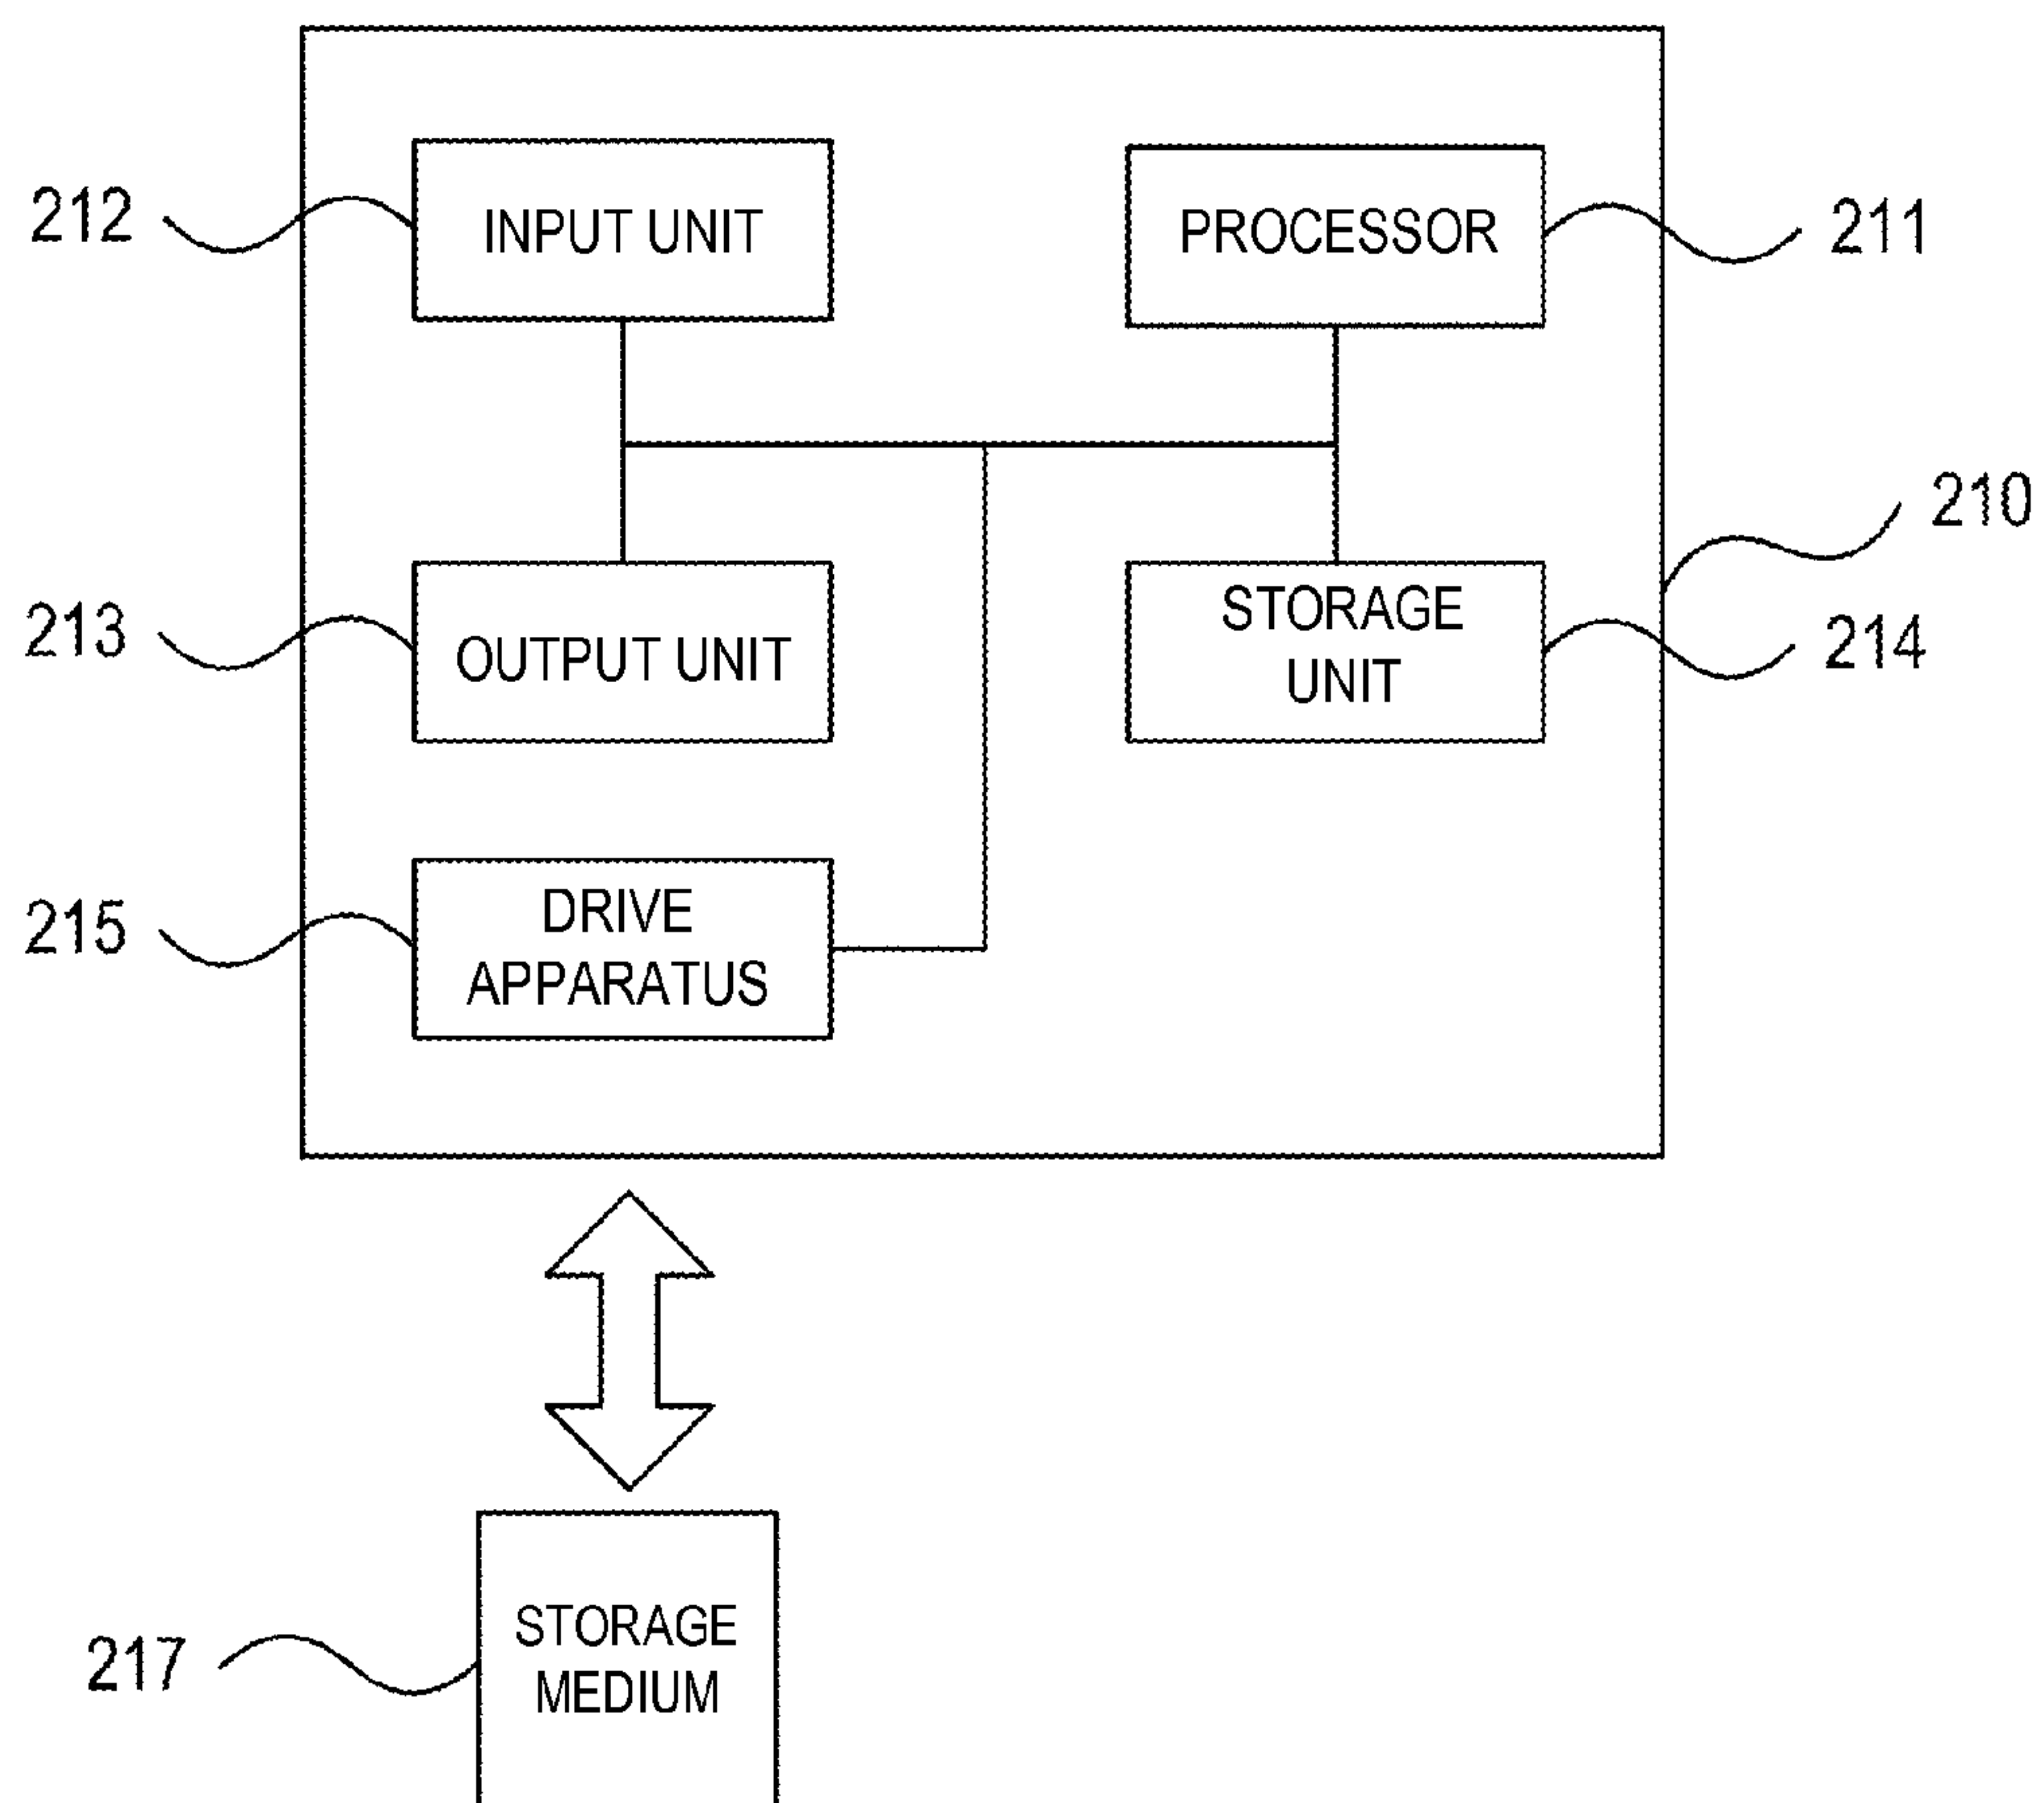 212
INPUT UNIT
PROCESSOR
211
210
213
OUTPUT UNIT
STORAGE
UNIT
214
215
DRIVE
APPARATUS
217
STORAGE
MEDIUM